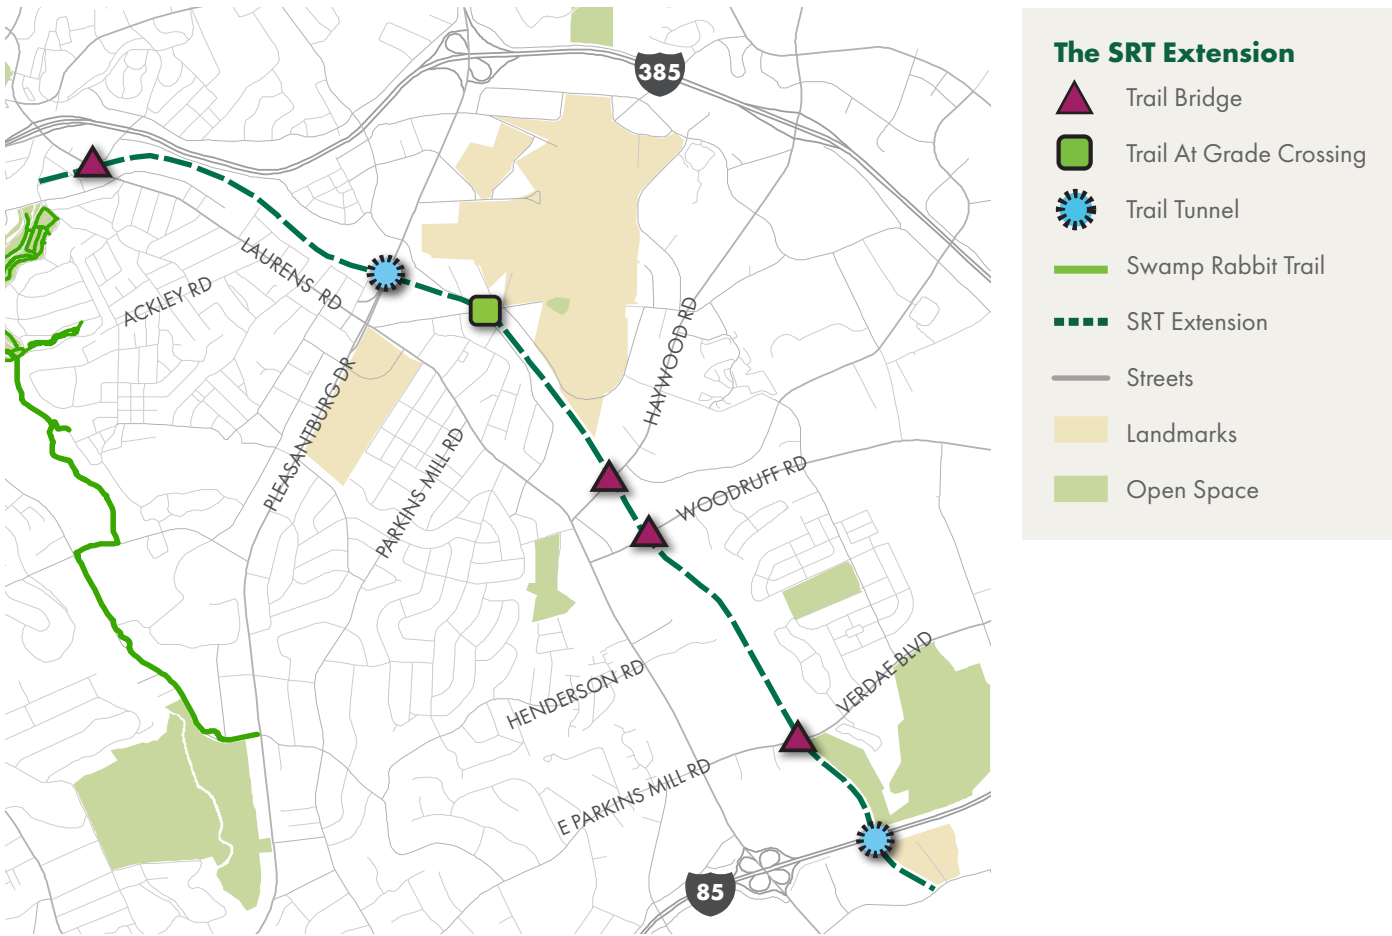 385
LAURENS RD
ACKLEY RD
PLEASANTBURG DR
HAYWOOD RD
PARKINS MILL RD
WOODRUFF RD
HENDERSON RD
VERDAE BLVD
E PARKINS MILL RD
85
The SRT Extension
Trail Bridge
Trail At Grade Crossing
Trail Tunnel
Swamp Rabbit Trail
SRT Extension
Streets
Landmarks
Open Space